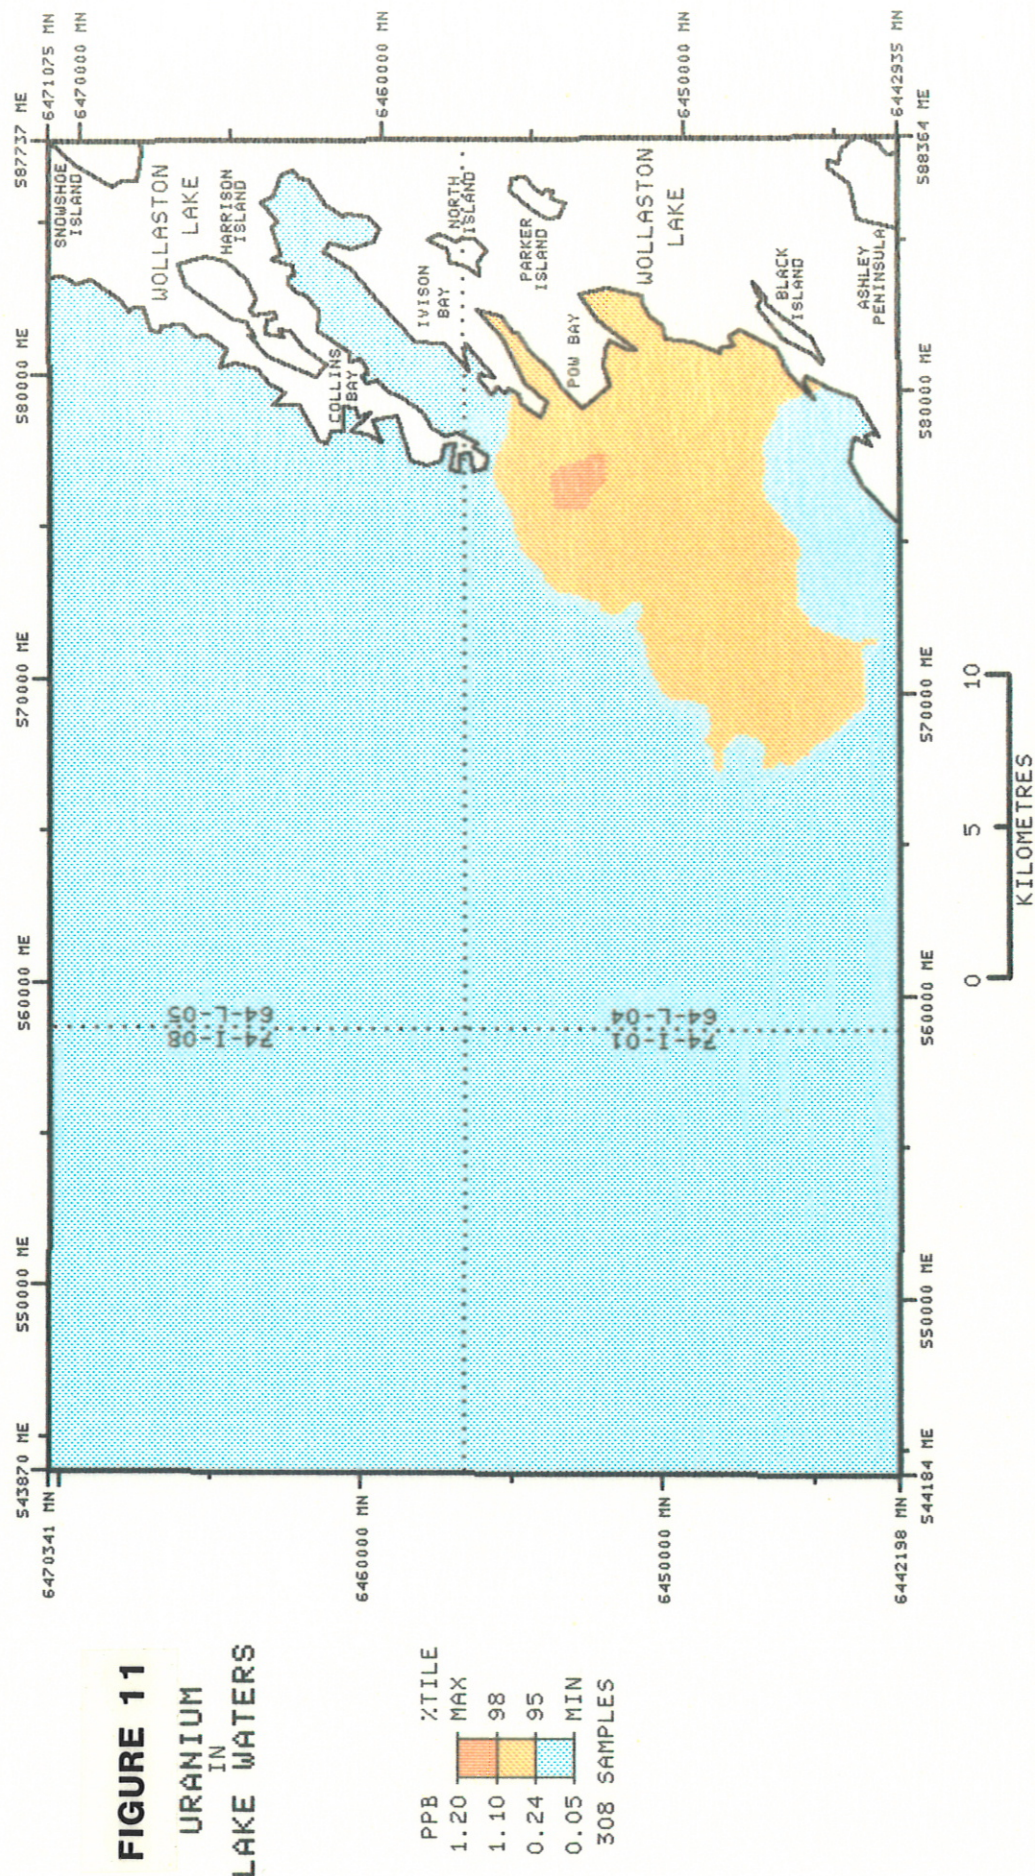 FIGURE 11
URANIUM
IN
LAKE WATERS
PPB %TILE
1.20 MAX
1.10 98
0.24 95
0.05 MIN
308 SAMPLES
543870 ME
550000 ME
560000 ME
570000 ME
580000 ME
587737 ME
6470341 MN
6460000 MN
6450000 MN
6442198 MN
6471075 MN
6470000 MN
6460000 MN
6450000 MN
6442935 MN
544184 ME
550000 ME
560000 ME
570000 ME
580000 ME
588364 ME
74-I-08
64-L-05
74-I-01
64-L-04
SNOWSHOE
ISLAND
WOLLASTON
LAKE
HARRISON
ISLAND
COLLINS
BAY
IVISON
BAY
NORTH
ISLAND
PARKER
ISLAND
POW BAY
WOLLASTON
LAKE
BLACK
ISLAND
ASHLEY
PENINSULA
0 5 10
KILOMETRES